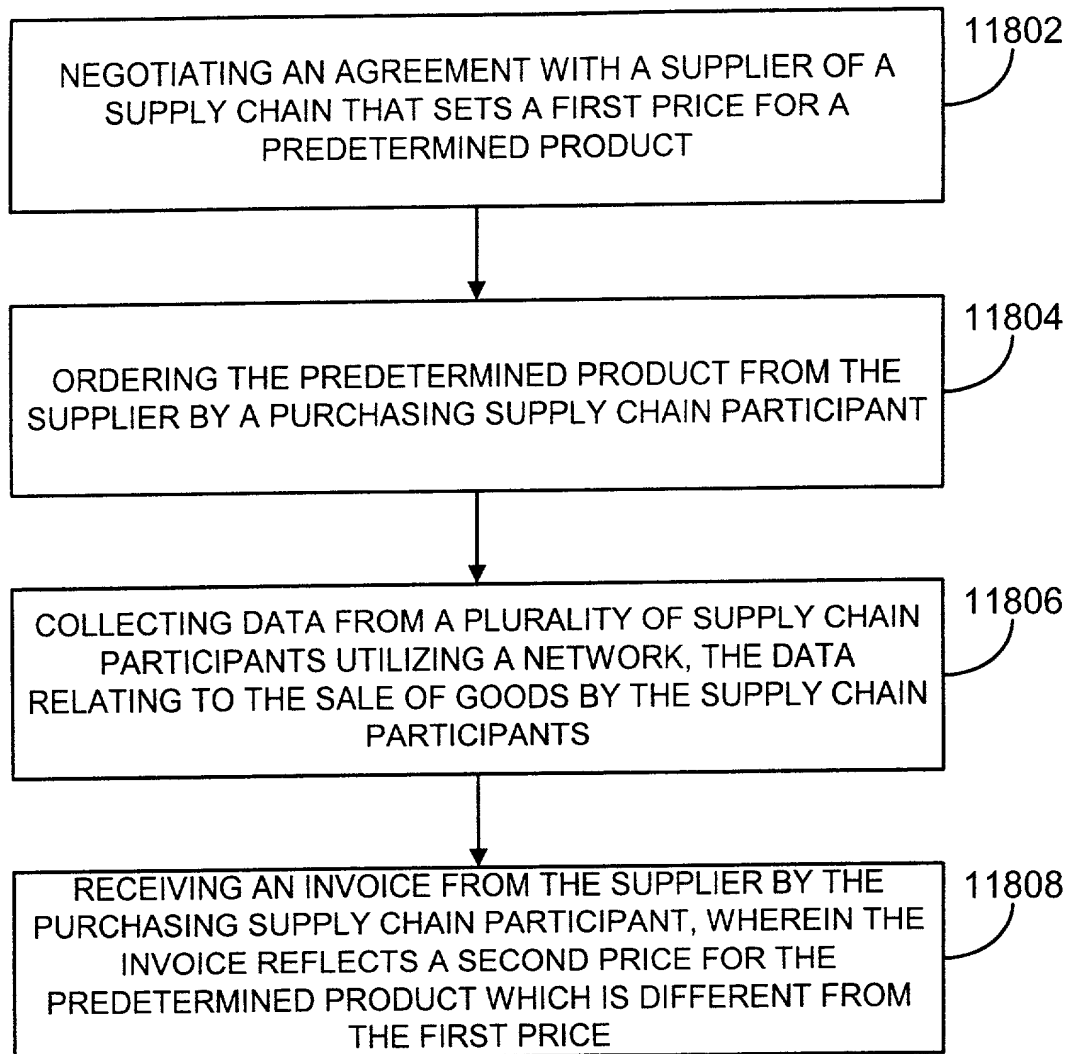 11802
NEGOTIATING AN AGREEMENT WITH A SUPPLIER OF A
SUPPLY CHAIN THAT SETS A FIRST PRICE FOR A
PREDETERMINED PRODUCT
11804
ORDERING THE PREDETERMINED PRODUCT FROM THE
SUPPLIER BY A PURCHASING SUPPLY CHAIN PARTICIPANT
11806
COLLECTING DATA FROM A PLURALITY OF SUPPLY CHAIN
PARTICIPANTS UTILIZING A NETWORK, THE DATA
RELATING TO THE SALE OF GOODS BY THE SUPPLY CHAIN
PARTICIPANTS
11808
RECEIVING AN INVOICE FROM THE SUPPLIER BY THE
PURCHASING SUPPLY CHAIN PARTICIPANT, WHEREIN THE
INVOICE REFLECTS A SECOND PRICE FOR THE
PREDETERMINED PRODUCT WHICH IS DIFFERENT FROM
THE FIRST PRICE